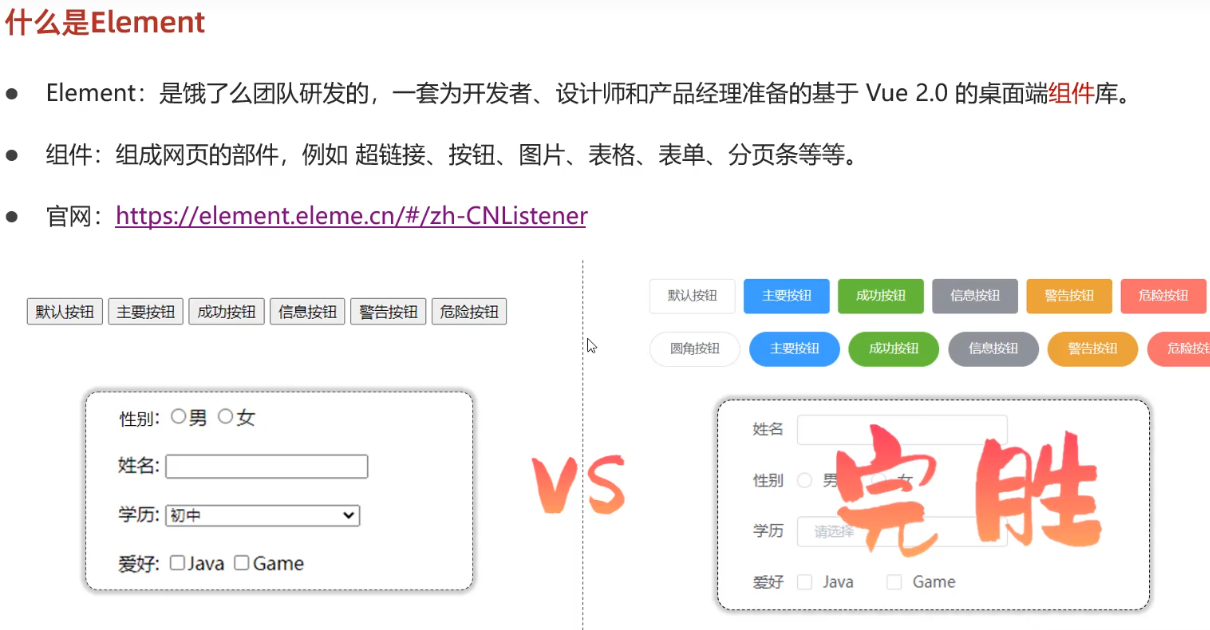 什么是Element
Element：是饿了么团队研发的，一套为开发者、设计师和产品经理准备的基于 Vue 2.0 的桌面端组件库。
组件：组成网页的部件，例如 超链接、按钮、图片、表格、表单、分页条等等。
官网：https://element.eleme.cn/#/zh-CNListener
默认按钮 主要按钮 成功按钮 信息按钮 警告按钮 危险按钮
性别: 男 女
姓名:
学历: 初中
爱好: Java Game
VS
默认按钮 主要按钮 成功按钮 信息按钮 警告按钮 危险按钮
圆角按钮 主要按钮 成功按钮 信息按钮 警告按钮 危险按钮
姓名
性别 男 女
学历 请选择
爱好 Java Game
完胜